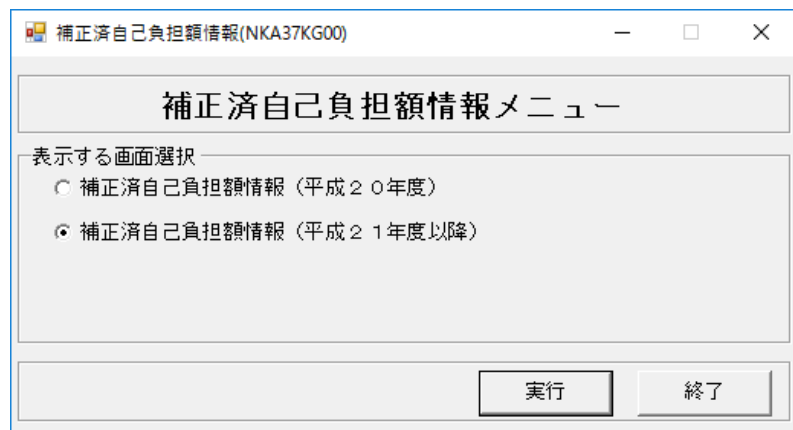 補正済自己負担額情報(NKA37KG00)
補正済自己負担額情報メニュー
表示する画面選択
補正済自己負担額情報（平成２０年度）
補正済自己負担額情報（平成２１年度以降）
実行 終了